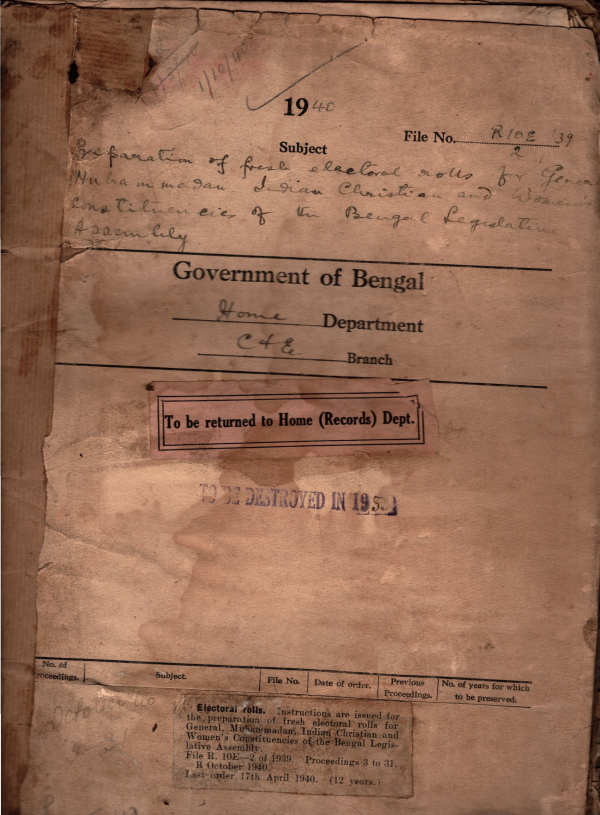 1940
File No. R10E '39
2
Subject
Preparation of fresh electoral rolls for General
Muhammadan Indian Christian and Women's
Constituencies of the Bengal Legislative
Assembly
Government of Bengal
Home Department
C & E Branch
To be returned to Home (Records) Dept.
TO BE DESTROYED IN 195
No. of Proceedings. Subject. File No. Date of order. Previous Proceedings. No. of years for which to be preserved.
October 40
Electoral rolls. Instructions are issued for
the preparation of fresh electoral rolls for
General, Muhammadan, Indian Christian and
Women's Constituencies of the Bengal Legis-
lative Assembly.
File R. 10E—2 of 1939. Proceedings 3 to 31.
B October 1940.
Last order 17th April 1940. (12 years.)